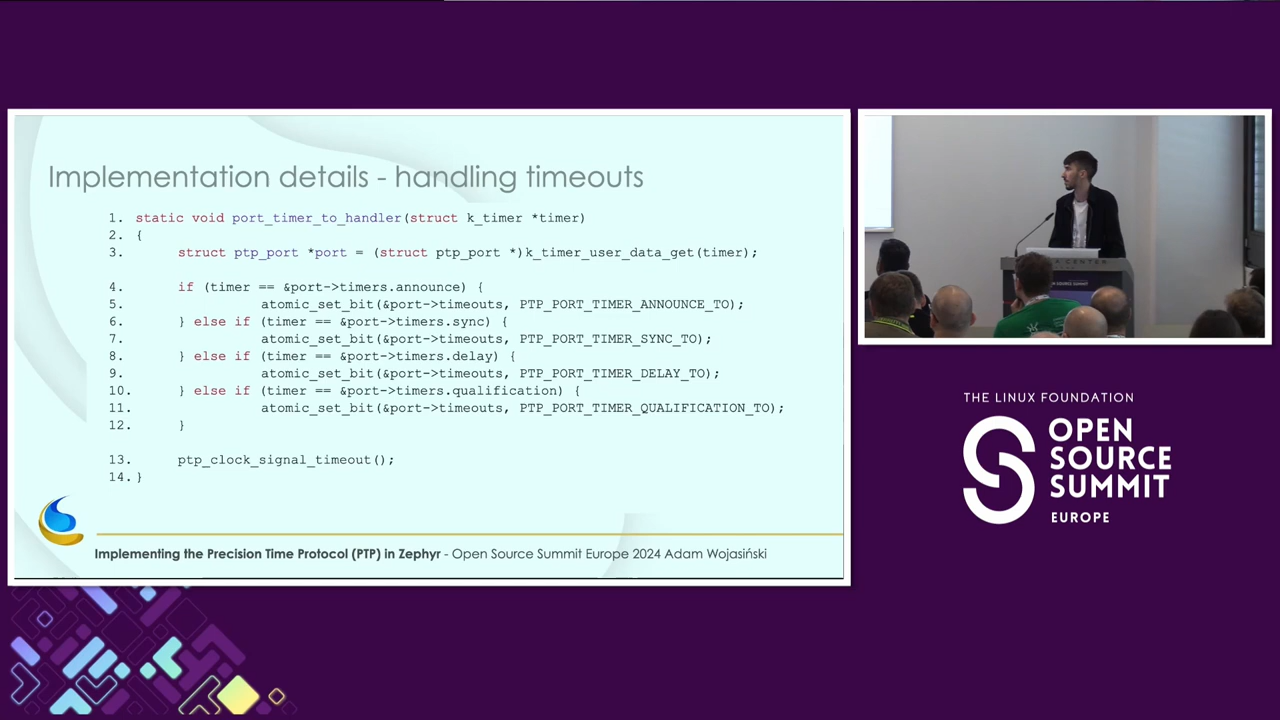 Implementation details - handling timeouts
1. static void port_timer_to_handler(struct k_timer *timer)
2. {
3. struct ptp_port *port = (struct ptp_port *)k_timer_user_data_get(timer);
4. if (timer == &port->timers.announce) {
5. atomic_set_bit(&port->timeouts, PTP_PORT_TIMER_ANNOUNCE_TO);
6. } else if (timer == &port->timers.sync) {
7. atomic_set_bit(&port->timeouts, PTP_PORT_TIMER_SYNC_TO);
8. } else if (timer == &port->timers.delay) {
9. atomic_set_bit(&port->timeouts, PTP_PORT_TIMER_DELAY_TO);
10. } else if (timer == &port->timers.qualification) {
11. atomic_set_bit(&port->timeouts, PTP_PORT_TIMER_QUALIFICATION_TO);
12. }
13. ptp_clock_signal_timeout();
14. }
Implementing the Precision Time Protocol (PTP) in Zephyr - Open Source Summit Europe 2024 Adam Wojasiński
THE LINUX FOUNDATION
OPEN
SOURCE
SUMMIT
EUROPE